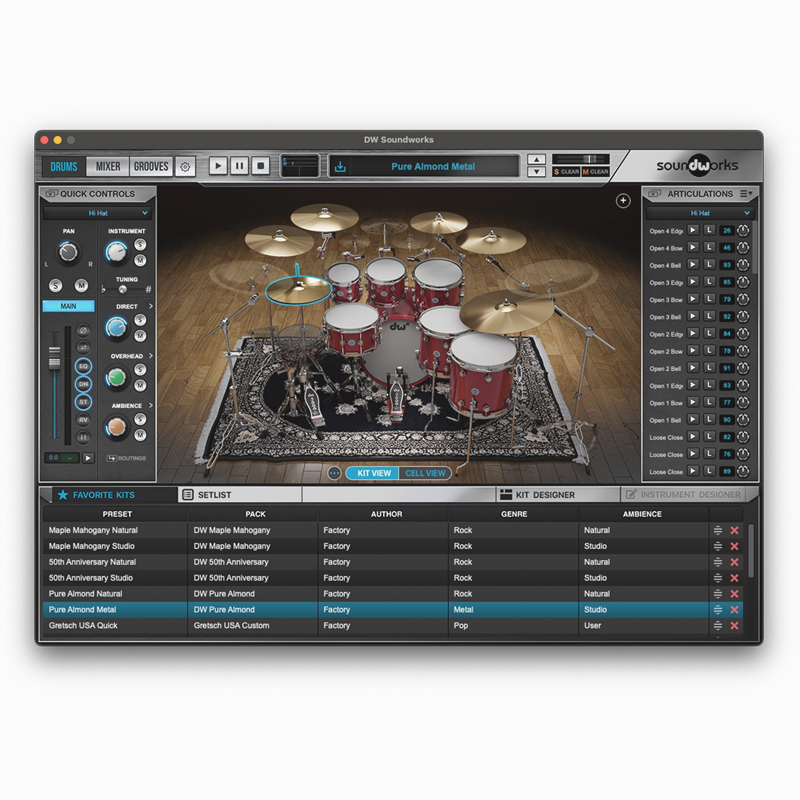 DW Soundworks
DRUMS MIXER GROOVES
Pure Almond Metal
S CLEAR M CLEAR
soundworks
QUICK CONTROLS
Hi Hat
PAN
L R
S M
MAIN
EQ
DN
ST
RV
0.0
INSTRUMENT
S
M
TUNING
DIRECT
S
M
OVERHEAD
S
M
AMBIENCE
S
M
ROUTINGS
dw
KIT VIEW CELL VIEW
ARTICULATIONS
Hi Hat
Open 4 Edge L 26
Open 4 Bow L 46
Open 4 Bell L 93
Open 3 Edge L 85
Open 3 Bow L 79
Open 3 Bell L 92
Open 2 Edge L 84
Open 2 Bow L 78
Open 2 Bell L 91
Open 1 Edge L 83
Open 1 Bow L 77
Open 1 Bell L 90
Loose Close L 82
Loose Close L 76
Loose Close L 89
FAVORITE KITS SETLIST KIT DESIGNER INSTRUMENT DESIGNER
PRESET PACK AUTHOR GENRE AMBIENCE
Maple Mahogany Natural DW Maple Mahogany Factory Rock Natural
Maple Mahogany Studio DW Maple Mahogany Factory Rock Studio
50th Anniversary Natural DW 50th Anniversary Factory Rock Natural
50th Anniversary Studio DW 50th Anniversary Factory Rock Studio
Pure Almond Natural DW Pure Almond Factory Rock Natural
Pure Almond Metal DW Pure Almond Factory Metal Studio
Gretsch USA Quick Gretsch USA Custom Factory Pop User